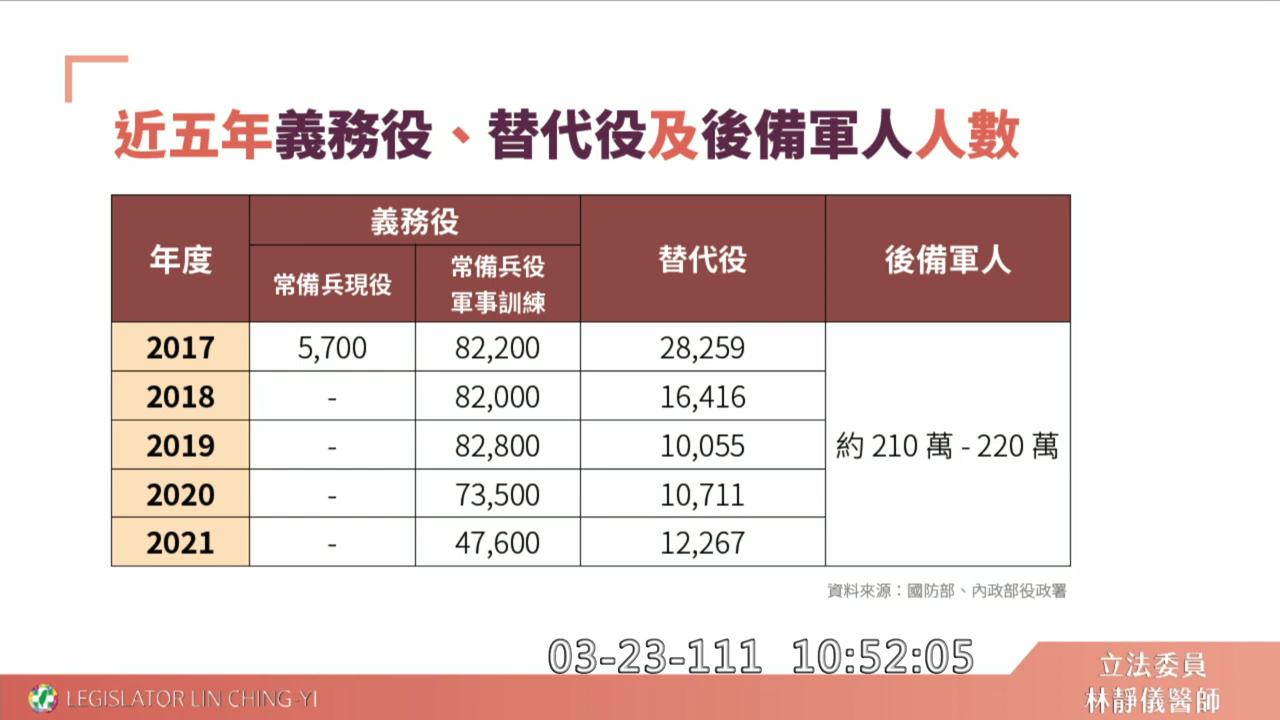 近五年義務役、替代役及後備軍人人數
年度 義務役 替代役 後備軍人
常備兵現役 常備兵役
軍事訓練
2017 5,700 82,200 28,259
2018 - 82,000 16,416
2019 - 82,800 10,055 約 210 萬 - 220 萬
2020 - 73,500 10,711
2021 - 47,600 12,267
資料來源：國防部、內政部役政署
03-23-111 10:52:05
立法委員
LEGISLATOR LIN CHING-YI
林靜儀醫師